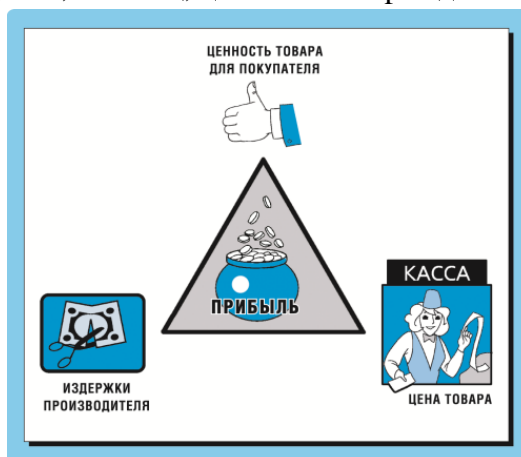 ЦЕННОСТЬ ТОВАРА
ДЛЯ ПОКУПАТЕЛЯ
ПРИБЫЛЬ
КАССА
ИЗДЕРЖКИ
ПРОИЗВОДИТЕЛЯ
ЦЕНА ТОВАРА